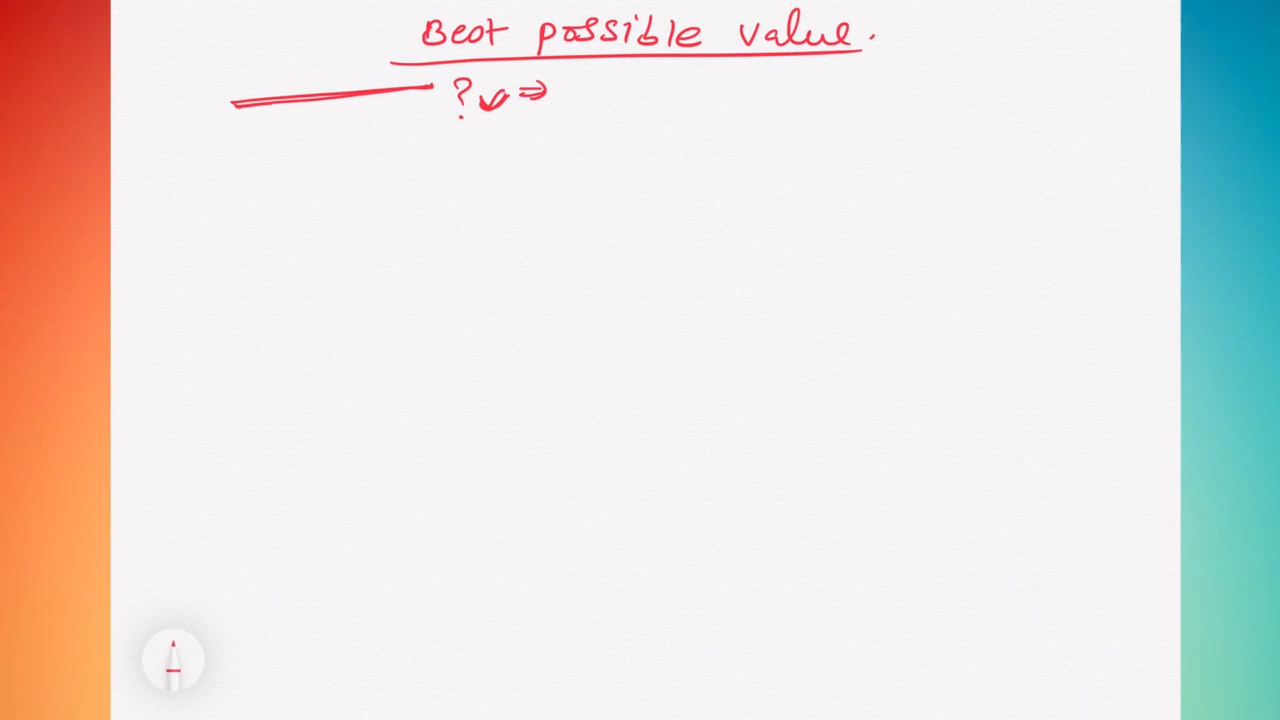 Best possible value.
? ⇒